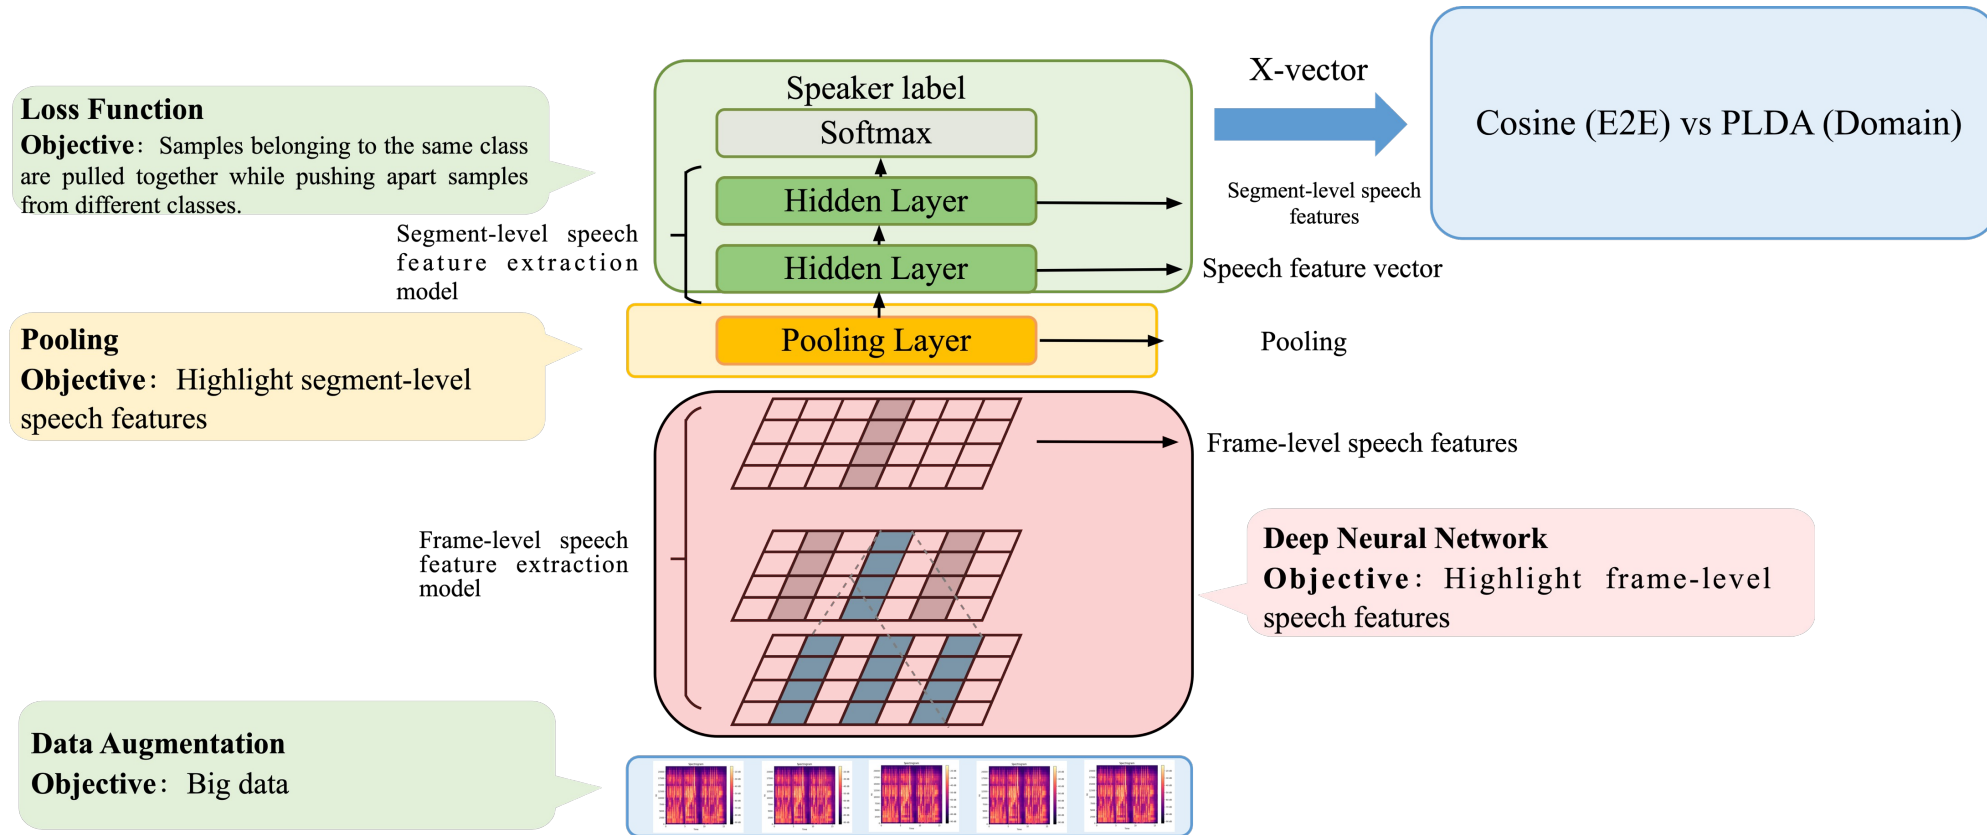 Loss Function
Objective： Samples belonging to the same class
are pulled together while pushing apart samples
from different classes.
Segment-level speech
feature extraction
model
Pooling
Objective： Highlight segment-level
speech features
Frame-level speech
feature extraction
model
Data Augmentation
Objective： Big data
Speaker label
Softmax
Hidden Layer
Hidden Layer
Pooling Layer
X-vector
Segment-level speech
features
Speech feature vector
Pooling
Frame-level speech features
Cosine (E2E) vs PLDA (Domain)
Deep Neural Network
Objective： Highlight frame-level
speech features